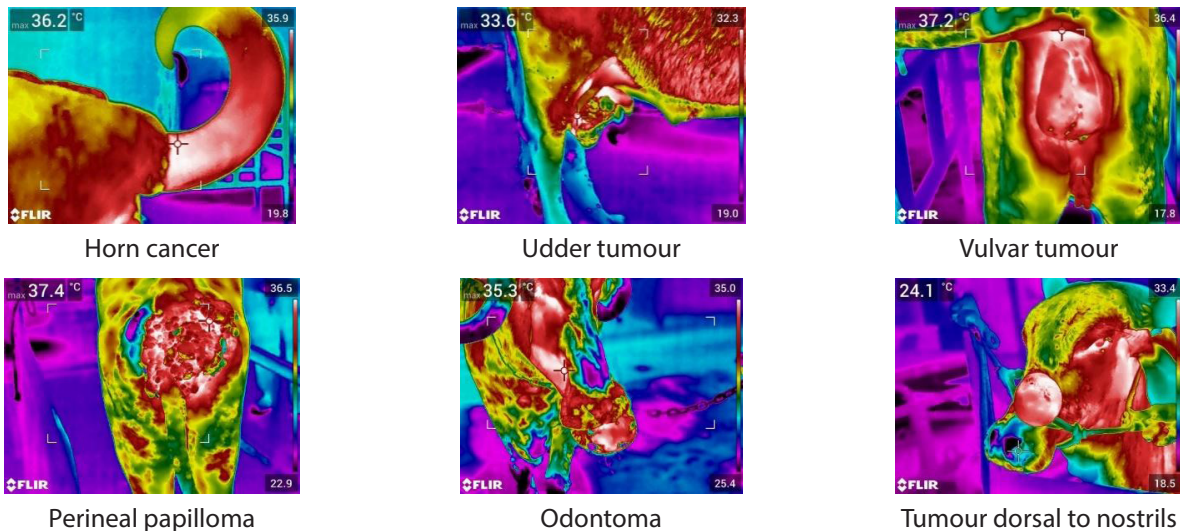 max 36.2 °C 35.9
19.8
FLIR
Horn cancer
max 33.6 °C 32.3
19.0
FLIR
Udder tumour
max 37.2 °C 36.4
17.8
FLIR
Vulvar tumour
max 37.4 °C 36.5
22.9
FLIR
Perineal papilloma
max 35.3 °C 35.0
25.4
FLIR
Odontoma
24.1 °C 33.4
18.5
FLIR
Tumour dorsal to nostrils